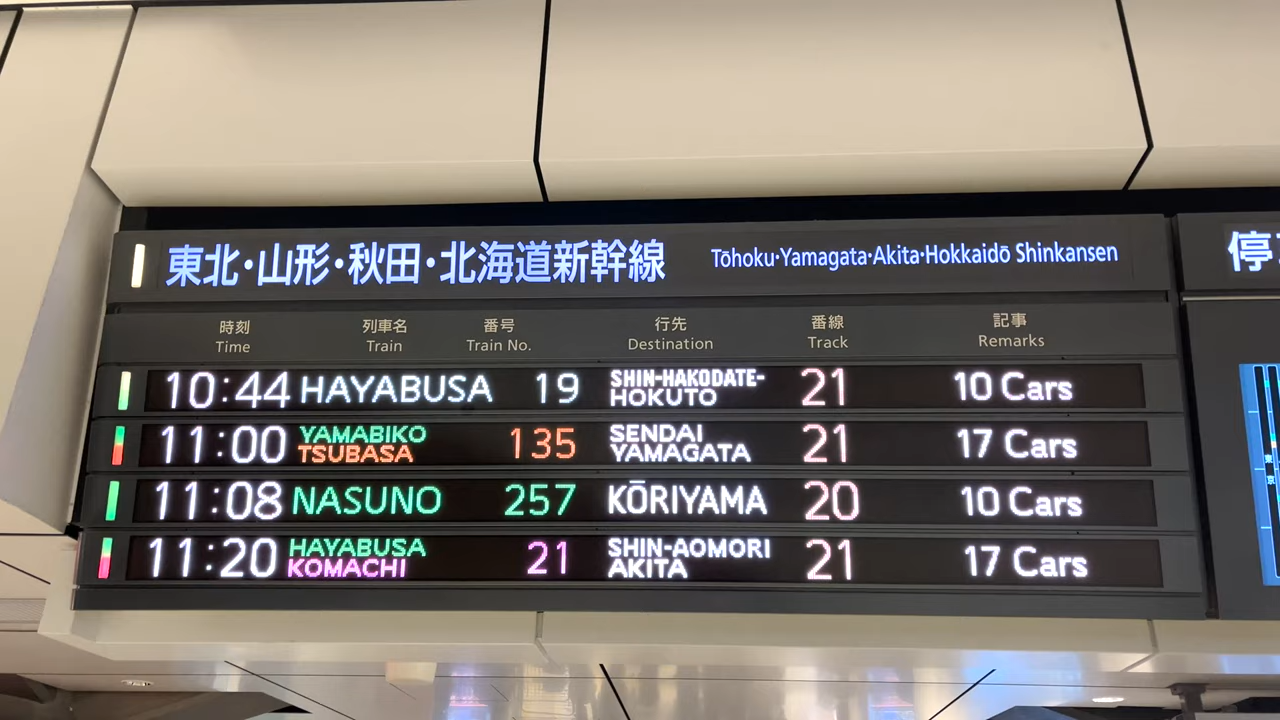 東北・山形・秋田・北海道新幹線 Tōhoku・Yamagata・Akita・Hokkaidō Shinkansen
停
時刻 列車名 番号 行先 番線 記事
Time Train Train No. Destination Track Remarks
10:44 HAYABUSA 19 SHIN-HAKODATE-HOKUTO 21 10 Cars
11:00 YAMABIKO TSUBASA 135 SENDAI YAMAGATA 21 17 Cars
11:08 NASUNO 257 KŌRIYAMA 20 10 Cars
11:20 HAYABUSA KOMACHI 21 SHIN-AOMORI AKITA 21 17 Cars
東京